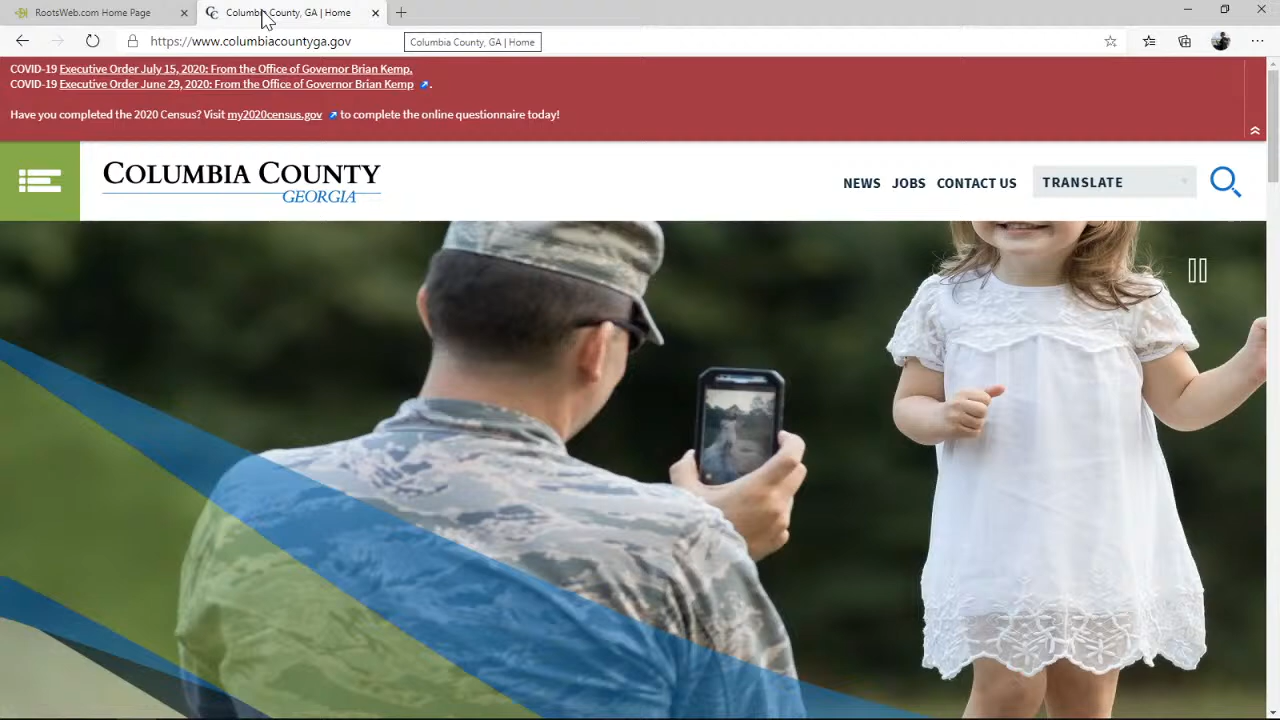 RootsWeb.com Home Page
Columbia County, GA | Home
https://www.columbiacountyga.gov
Columbia County, GA | Home
COVID-19 Executive Order July 15, 2020: From the Office of Governor Brian Kemp.
COVID-19 Executive Order June 29, 2020: From the Office of Governor Brian Kemp .
Have you completed the 2020 Census? Visit my2020census.gov to complete the online questionnaire today!
COLUMBIA COUNTY
GEORGIA
NEWS JOBS CONTACT US TRANSLATE